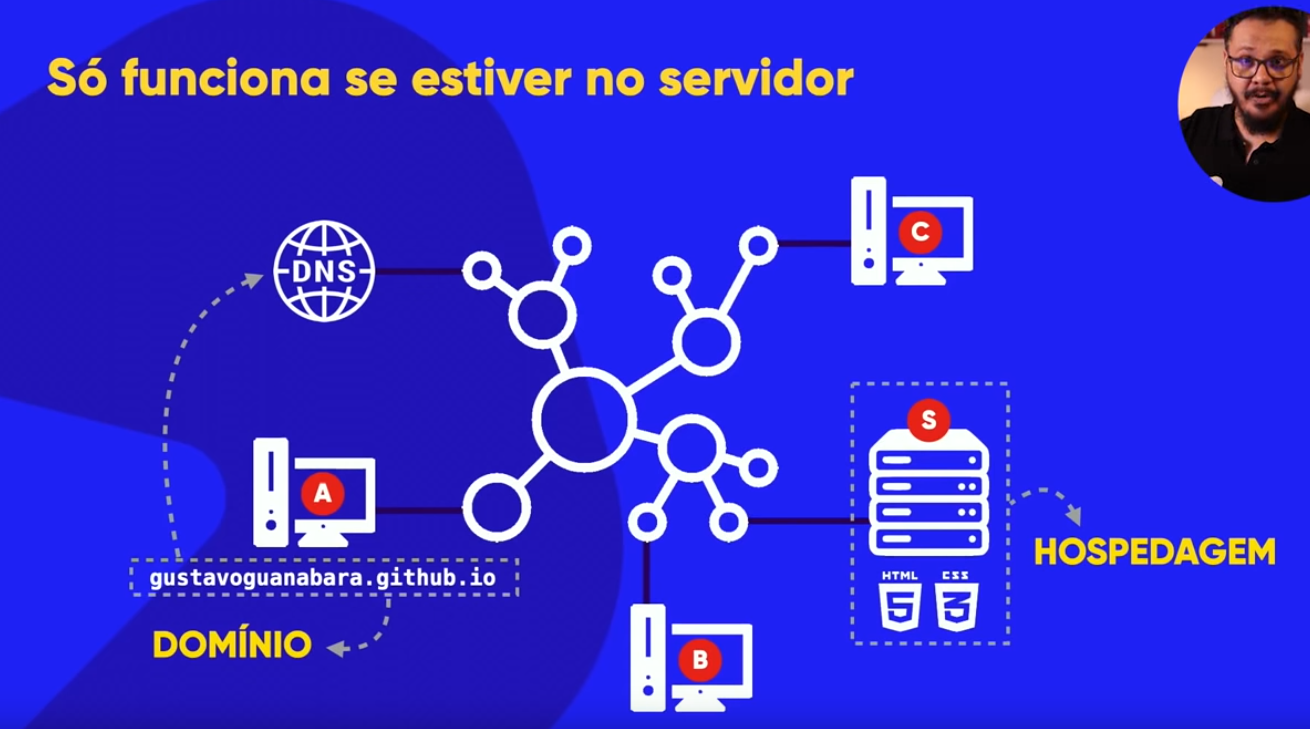 Só funciona se estiver no servidor
DNS
C
A
S
gustavoguanabara.github.io
HOSPEDAGEM
HTML
5
CSS
3
DOMÍNIO
B